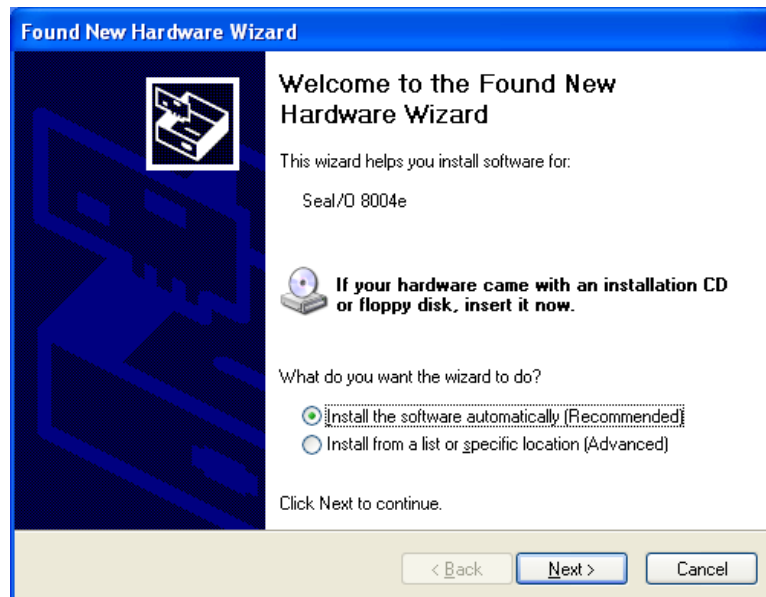 Found New Hardware Wizard
Welcome to the Found New
Hardware Wizard
This wizard helps you install software for:
SeaI/O 8004e
If your hardware came with an installation CD
or floppy disk, insert it now.
What do you want the wizard to do?
Install the software automatically (Recommended)
Install from a list or specific location (Advanced)
Click Next to continue.
< Back
Next >
Cancel